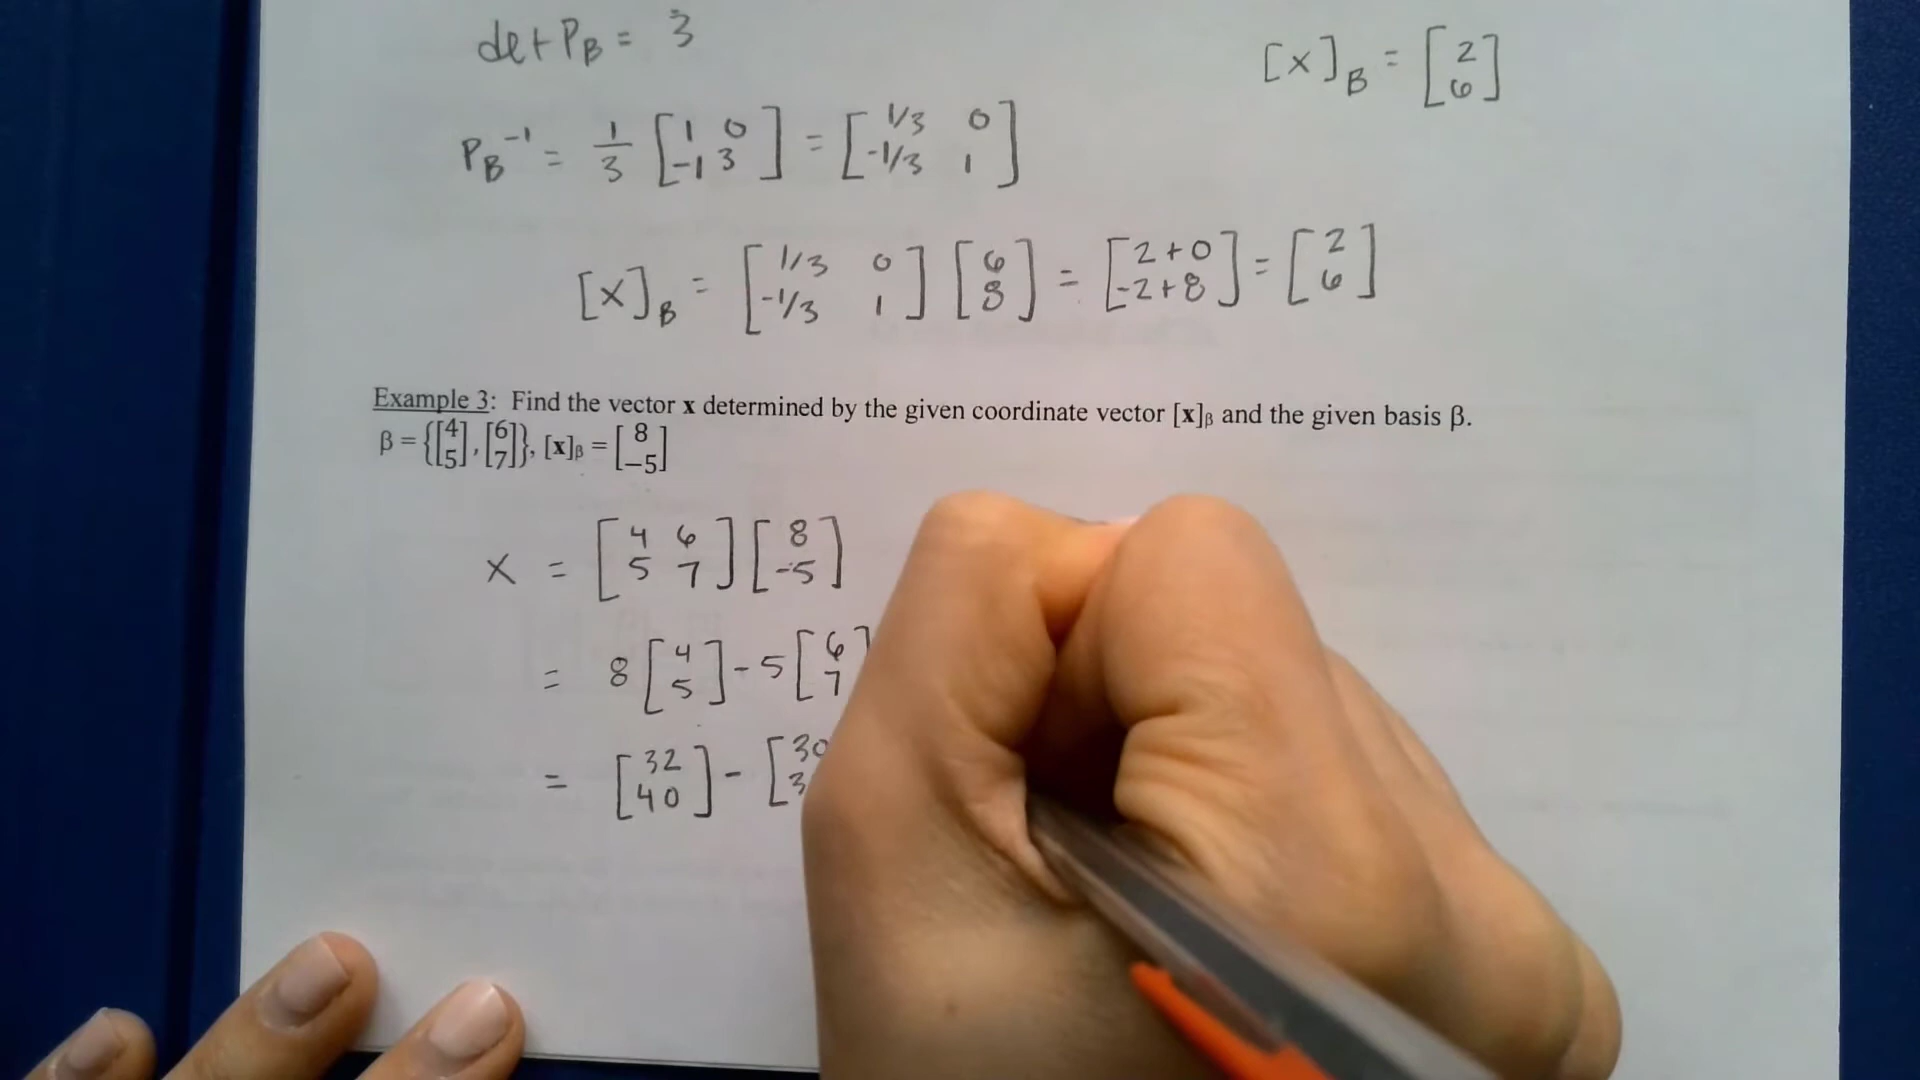 det P_B = 3
[x]_B = [2; 6]
P_B^-1 = 1/3 [1 0; -1 3] = [1/3 0; -1/3 1]
[x]_B = [1/3 0; -1/3 1] [6; 8] = [2+0; -2+8] = [2; 6]
Example 3: Find the vector x determined by the given coordinate vector [x]β and the given basis β.
β = {[4; 5], [6; 7]}, [x]β = [8; −5]
x = [4 6; 5 7] [8; -5]
= 8 [4; 5] - 5 [6; 7]
= [32; 40] - [30; 3